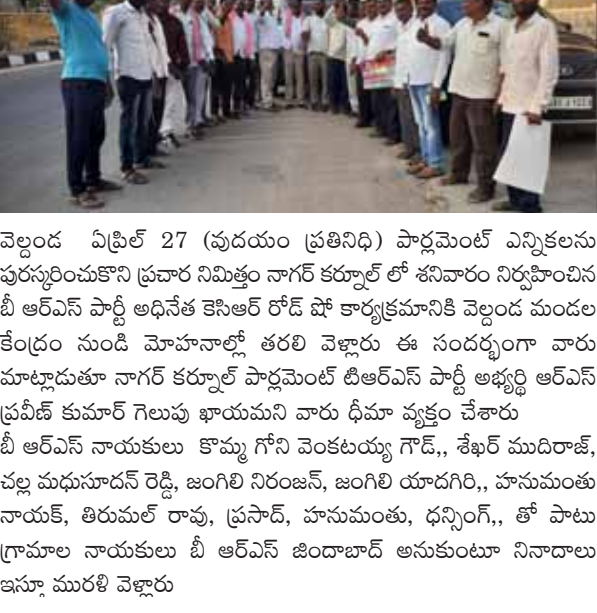 వెల్దండ ఏప్రిల్ 27 (వుదయం ప్రతినిధి) పార్లమెంట్ ఎన్నికలను
పురస్కరించుకొని ప్రచార నిమిత్తం నాగర్ కర్నూల్ లో శనివారం నిర్వహించిన
బీ ఆర్ఎస్ పార్టీ అధినేత కెసిఆర్ రోడ్ షో కార్యక్రమానికి వెల్దండ మండల
కేంద్రం నుండి మోహనాల్లో తరలి వెళ్లారు ఈ సందర్భంగా వారు
మాట్లాడుతూ నాగర్ కర్నూల్ పార్లమెంట్ టిఆర్ఎస్ పార్టీ అభ్యర్థి ఆర్ఎస్
ప్రవీణ్ కుమార్ గెలుపు ఖాయమని వారు ధీమా వ్యక్తం చేశారు
బీ ఆర్ఎస్ నాయకులు కొమ్మ గోని వెంకటయ్య గౌడ్,, శేఖర్ ముదిరాజ్,
చల్ల మధుసూదన్ రెడ్డి, జంగిలి నిరంజన్, జంగిలి యాదగిరి,, హనుమంతు
నాయక్, తిరుమల్ రావు, ప్రసాద్, హనుమంతు, ధన్సింగ్,, తో పాటు
గ్రామాల నాయకులు బీ ఆర్ఎస్ జిందాబాద్ అనుకుంటూ నినాదాలు
ఇస్తూ మురళి వెళ్లారు